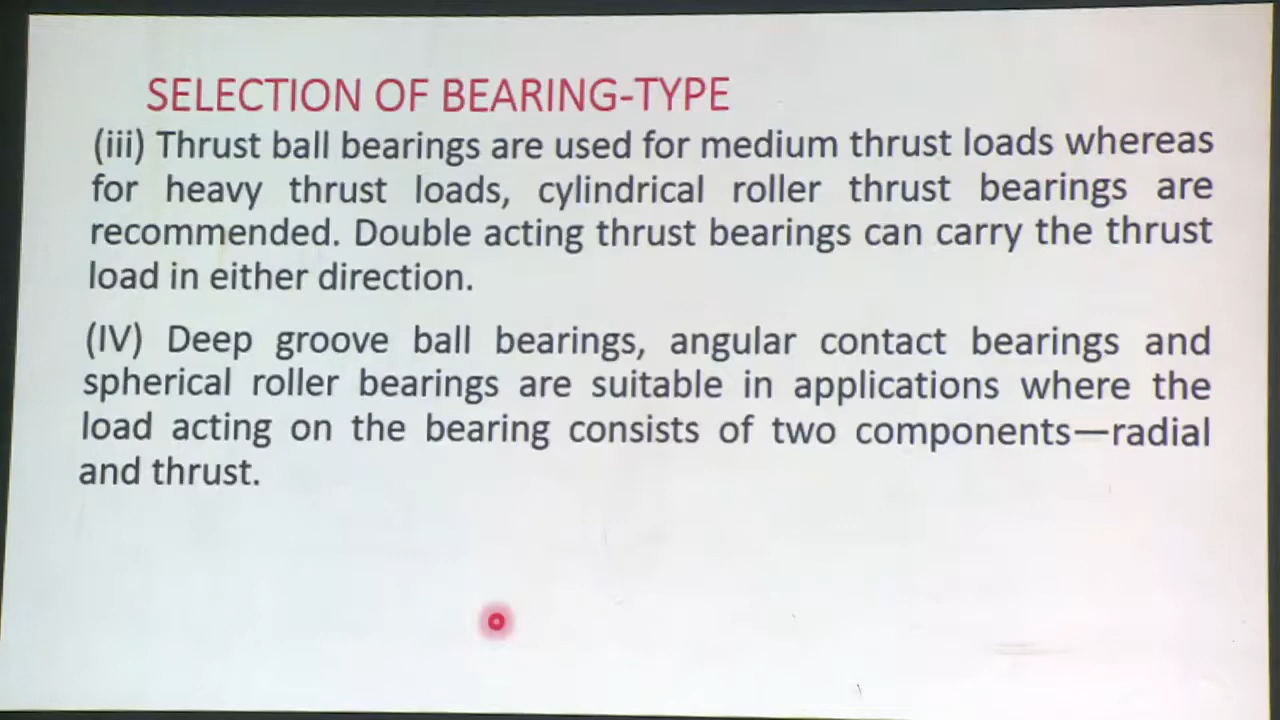 SELECTION OF BEARING-TYPE
(iii) Thrust ball bearings are used for medium thrust loads whereas
for heavy thrust loads, cylindrical roller thrust bearings are
recommended. Double acting thrust bearings can carry the thrust
load in either direction.
(IV) Deep groove ball bearings, angular contact bearings and
spherical roller bearings are suitable in applications where the
load acting on the bearing consists of two components—radial
and thrust.